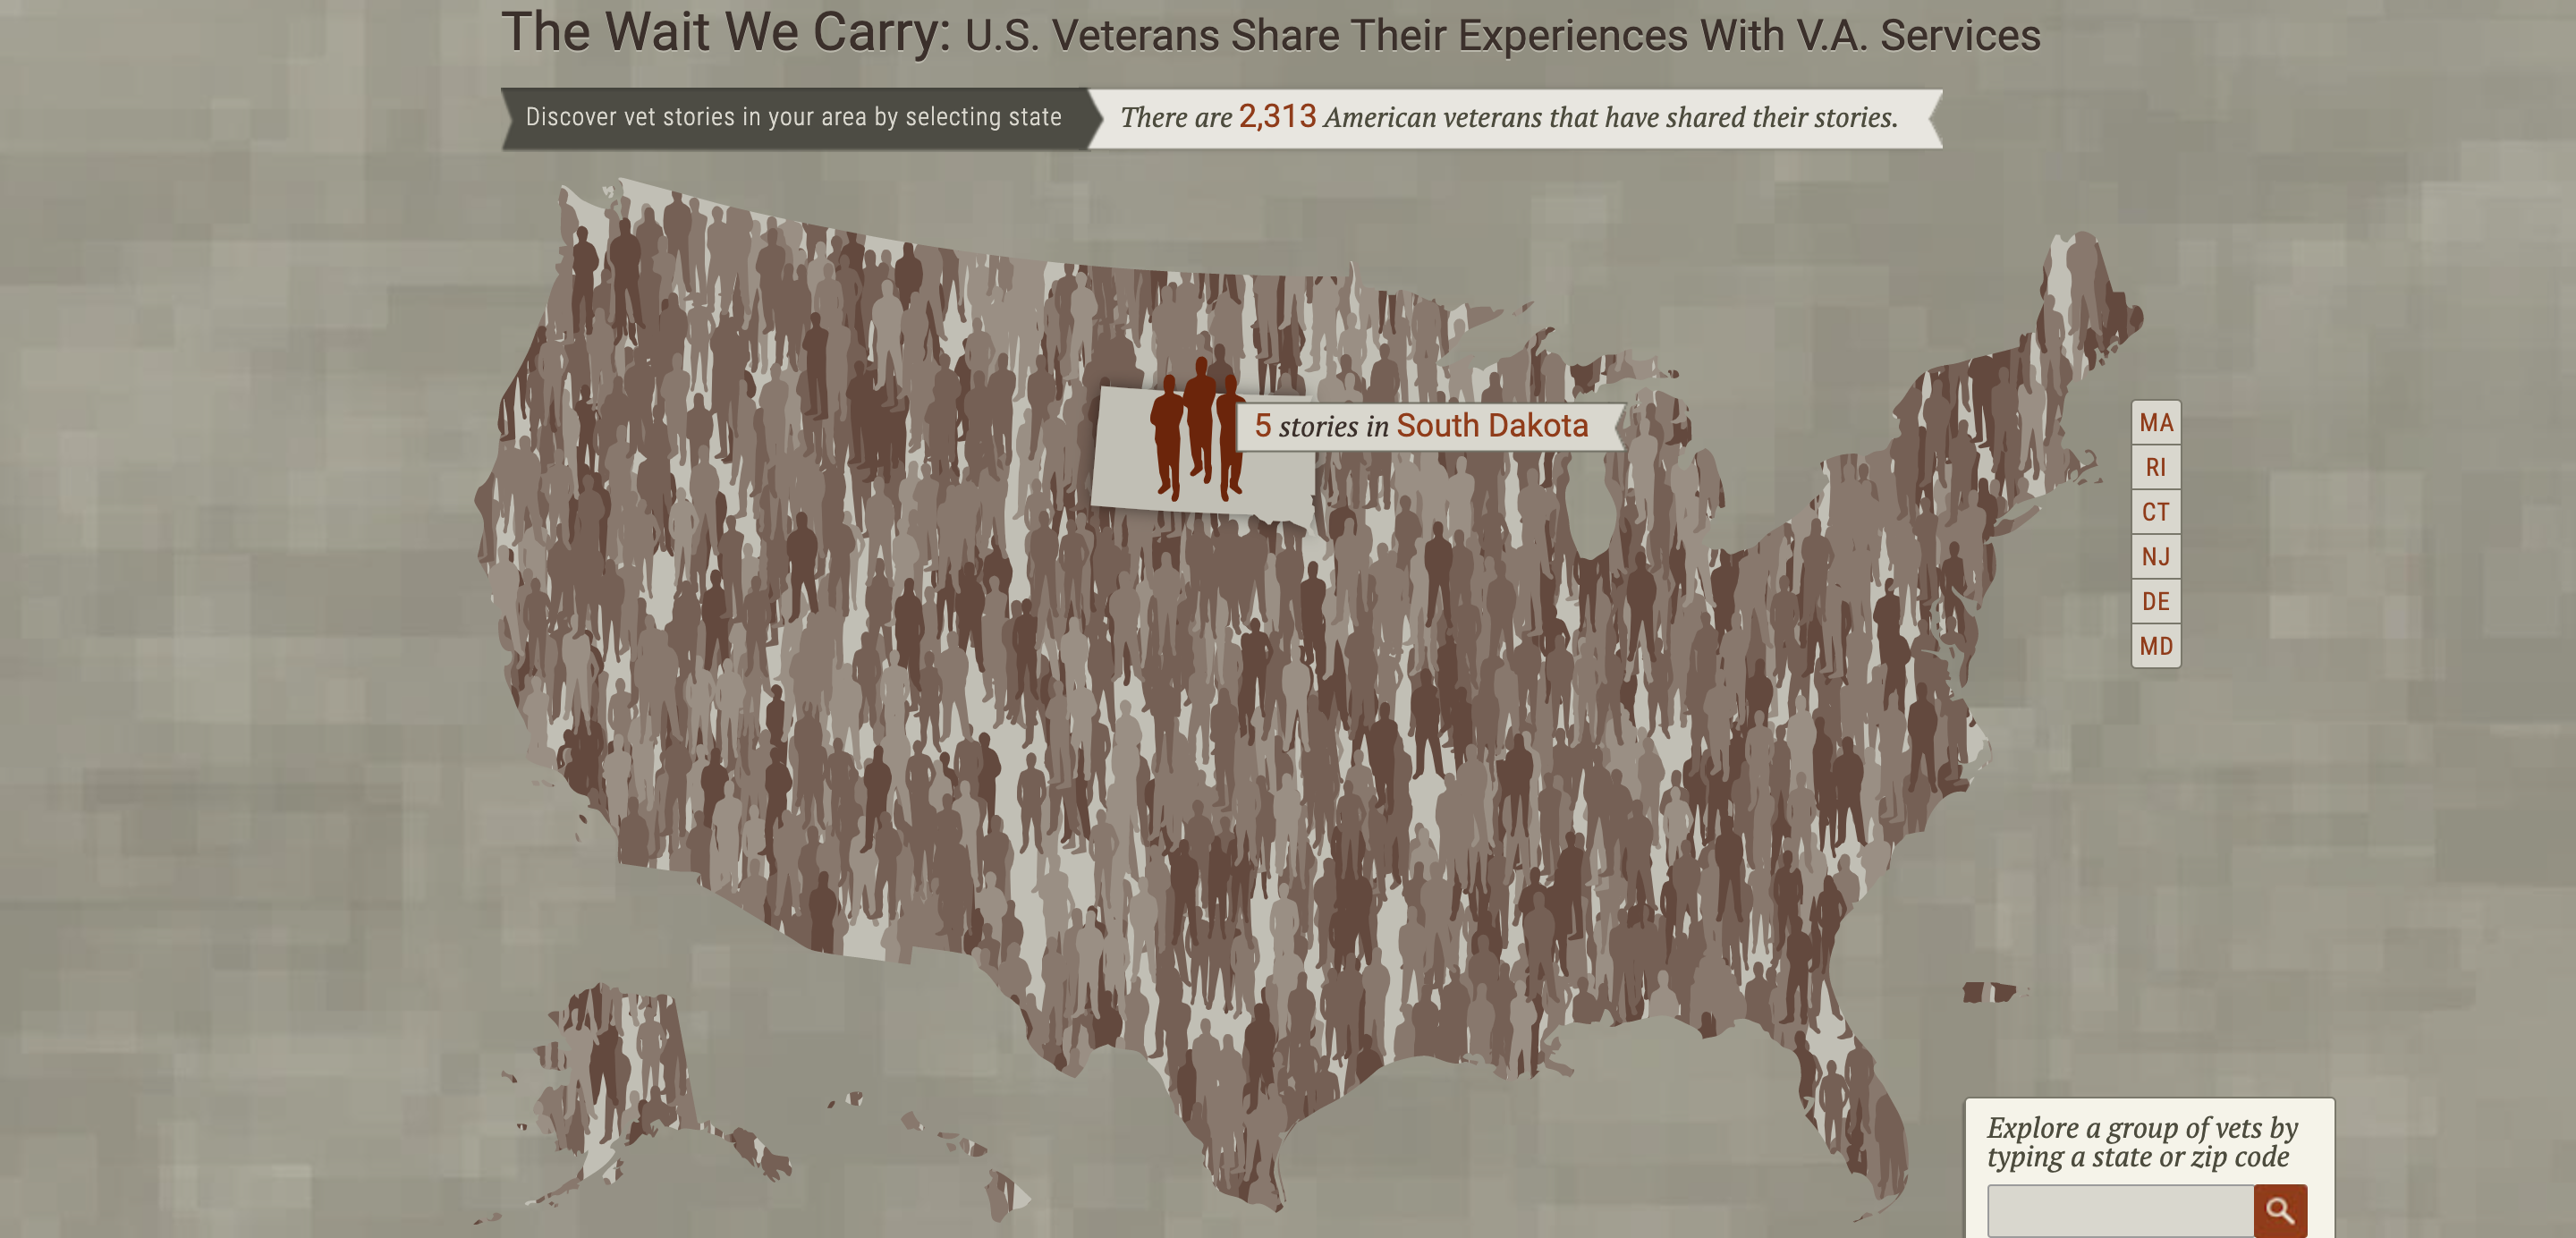 The Wait We Carry: U.S. Veterans Share Their Experiences With V.A. Services
Discover vet stories in your area by selecting state
There are 2,313 American veterans that have shared their stories.
5 stories in South Dakota
MA
RI
CT
NJ
DE
MD
Explore a group of vets by
typing a state or zip code